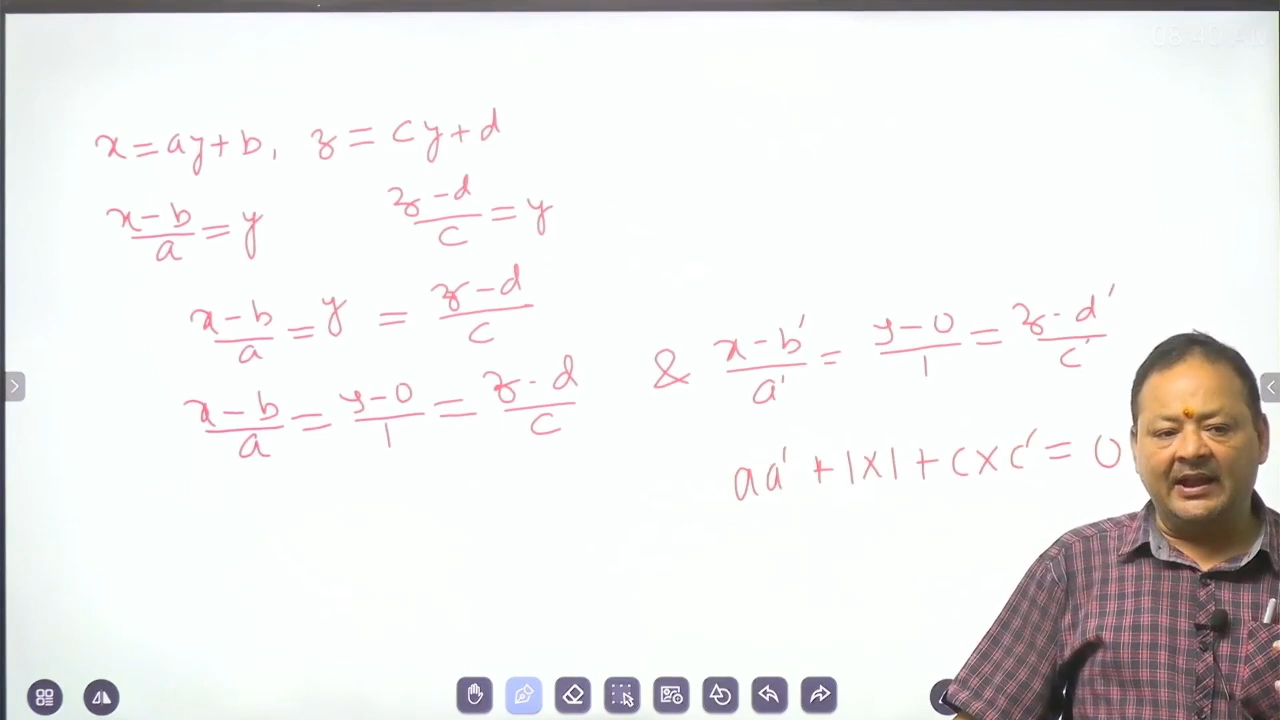 x = ay + b, z = cy + d
(x - b)/a = y (z - d)/c = y
(x - b)/a = y = (z - d)/c
(x - b)/a = (y - 0)/1 = (z - d)/c & (x - b')/a' = (y - 0)/1 = (z - d')/c'
aa' + 1×1 + c×c' = 0